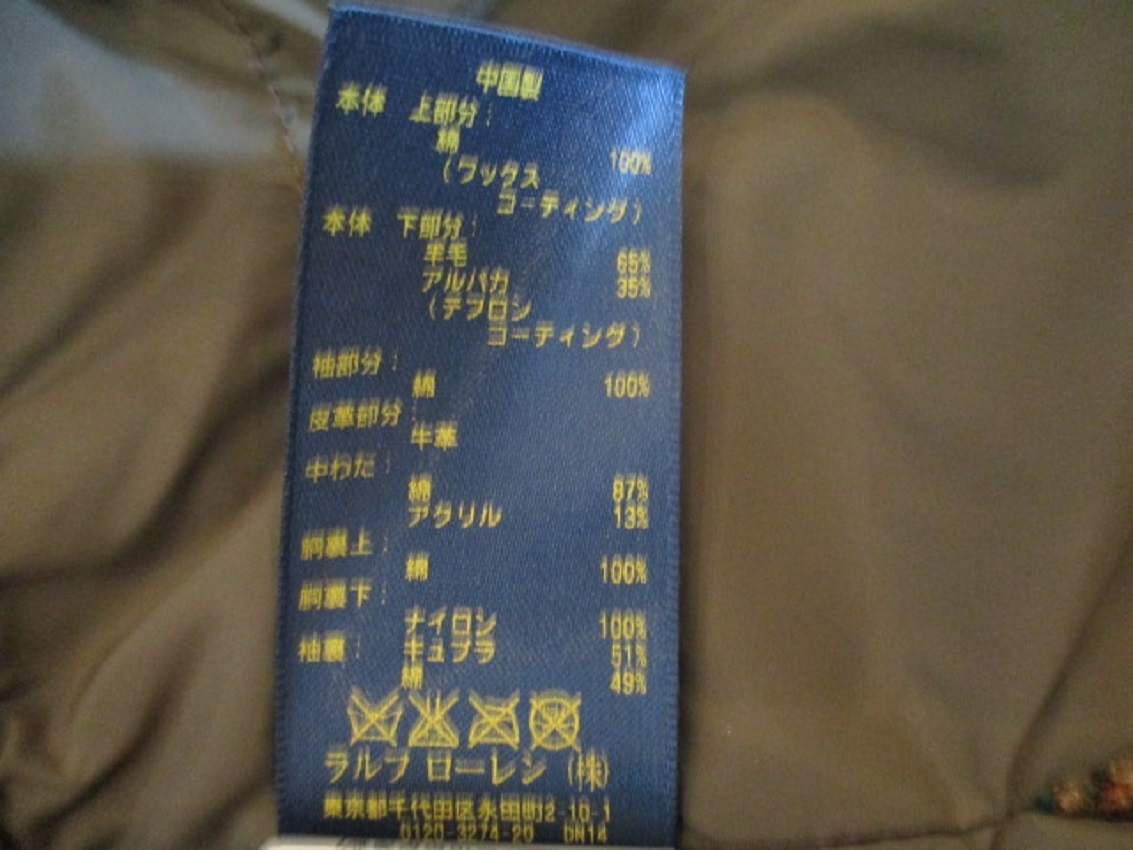 中国製
本体 上部分:
綿 100%
(ワックス
コーティング)
本体 下部分:
羊毛 65%
アルパカ 35%
(テフロン
コーティング)
袖部分:
綿 100%
皮革部分:
牛革
中わた:
綿 87%
アクリル 13%
胴裏上:
綿 100%
胴裏下:
ナイロン 100%
袖裏: キュプラ 51%
綿 49%
ラルフ ローレン (株)
東京都千代田区永田町2-10-1
0120-3274-20 DN14